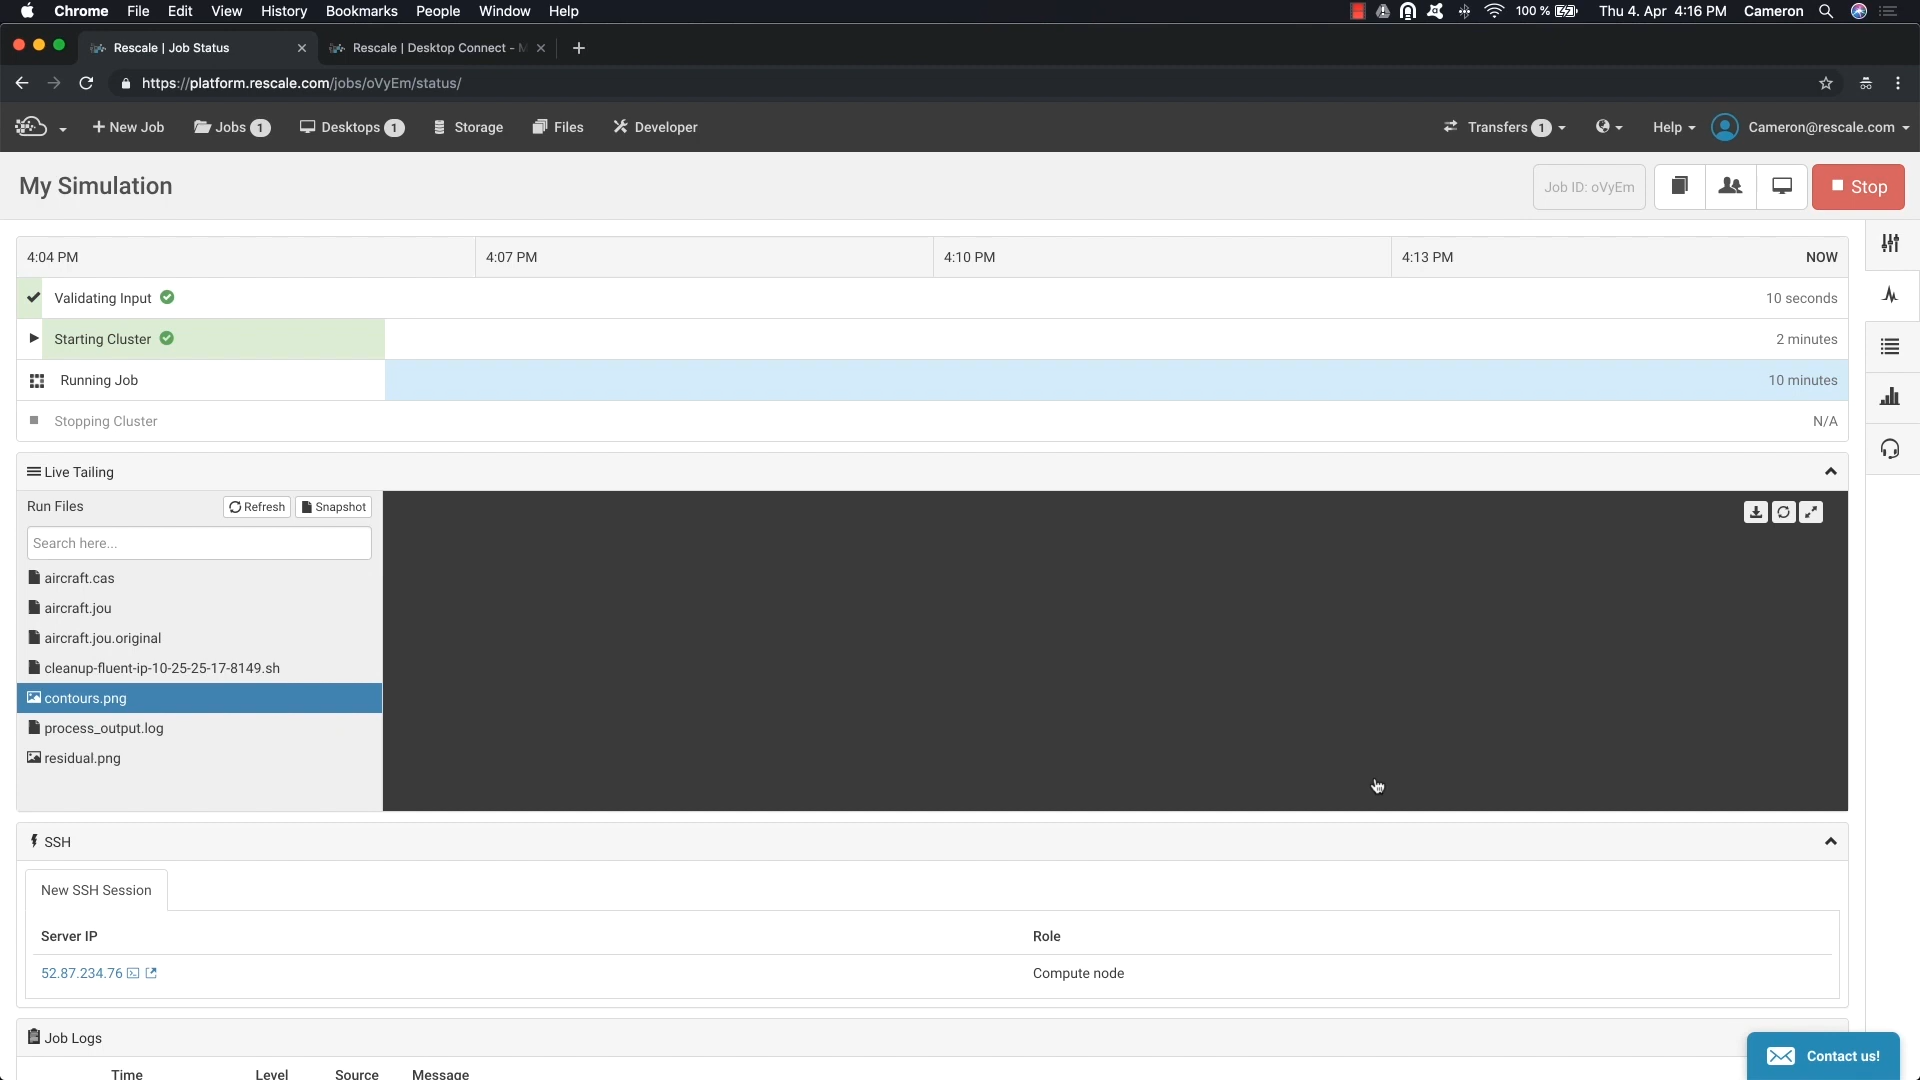 Chrome File Edit View History Bookmarks People Window Help 100 % Thu 4. Apr 4:16 PM Cameron
Rescale | Job Status Rescale | Desktop Connect - M
https://platform.rescale.com/jobs/oVyEm/status/
New Job Jobs 1 Desktops 1 Storage Files Developer Transfers 1 Help Cameron@rescale.com
My Simulation Job ID: oVyEm Stop
4:04 PM 4:07 PM 4:10 PM 4:13 PM NOW
Validating Input 10 seconds
Starting Cluster 2 minutes
Running Job 10 minutes
Stopping Cluster N/A
Live Tailing
Run Files Refresh Snapshot
Search here...
aircraft.cas
aircraft.jou
aircraft.jou.original
cleanup-fluent-ip-10-25-25-17-8149.sh
contours.png
process_output.log
residual.png
SSH
New SSH Session
Server IP Role
52.87.234.76 Compute node
Job Logs
Contact us!
Time Level Source Message